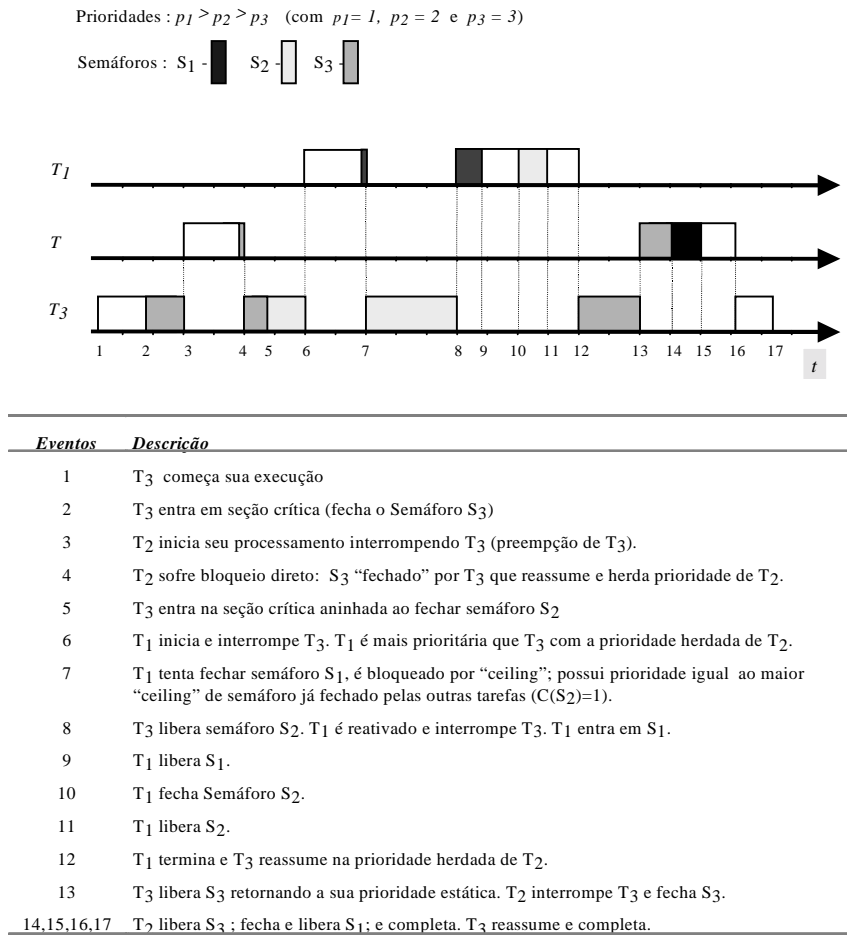 Prioridades : p1 > p2 > p3 (com p1= 1, p2 = 2 e p3 = 3)
Semáforos : S1 - S2 - S3 -
T1
T
T3
1 2 3 4 5 6 7 8 9 10 11 12 13 14 15 16 17
t
Eventos Descrição
1 T3 começa sua execução
2 T3 entra em seção crítica (fecha o Semáforo S3)
3 T2 inicia seu processamento interrompendo T3 (preempção de T3).
4 T2 sofre bloqueio direto: S3 “fechado” por T3 que reassume e herda prioridade de T2.
5 T3 entra na seção crítica aninhada ao fechar semáforo S2
6 T1 inicia e interrompe T3. T1 é mais prioritária que T3 com a prioridade herdada de T2.
7 T1 tenta fechar semáforo S1, é bloqueado por “ceiling”; possui prioridade igual ao maior
“ceiling” de semáforo já fechado pelas outras tarefas (C(S2)=1).
8 T3 libera semáforo S2. T1 é reativado e interrompe T3. T1 entra em S1.
9 T1 libera S1.
10 T1 fecha Semáforo S2.
11 T1 libera S2.
12 T1 termina e T3 reassume na prioridade herdada de T2.
13 T3 libera S3 retornando a sua prioridade estática. T2 interrompe T3 e fecha S3.
14,15,16,17 T2 libera S3 ; fecha e libera S1; e completa. T3 reassume e completa.